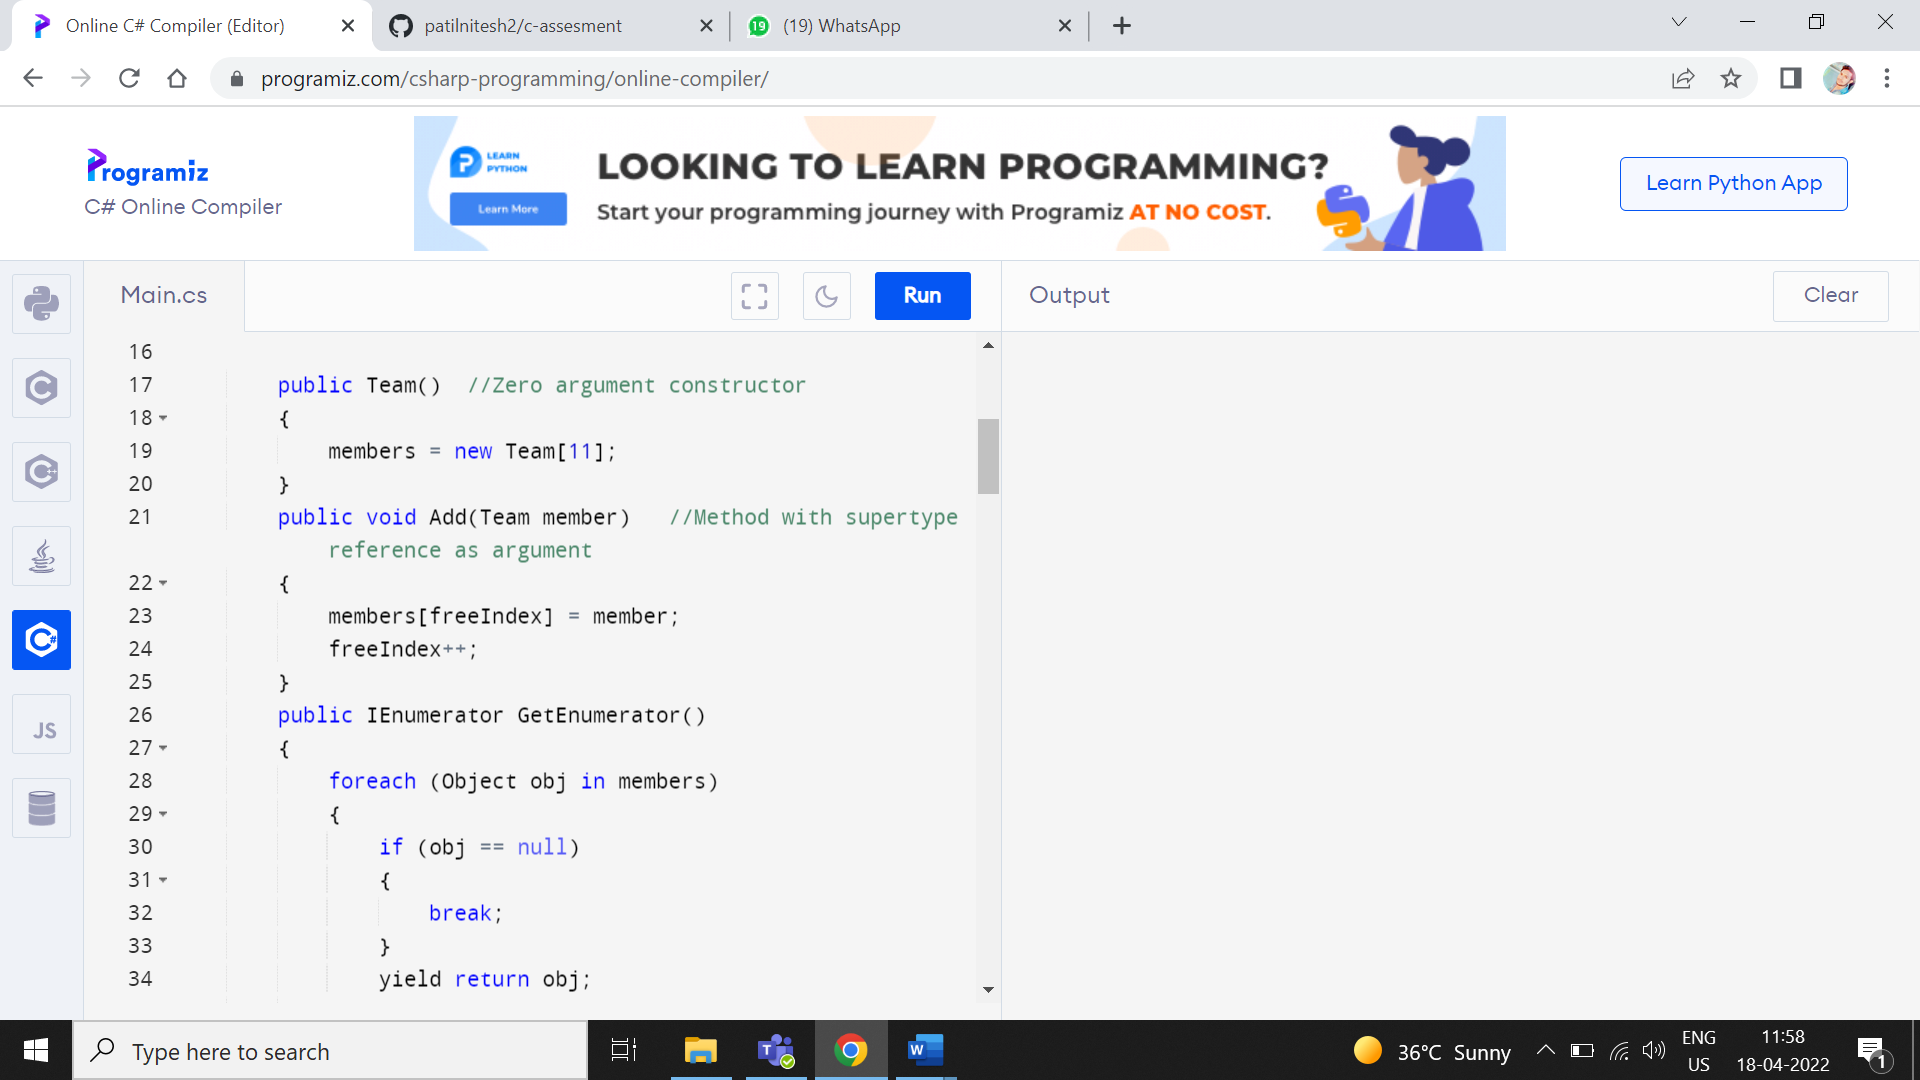 Online C# Compiler (Editor)
patilnitesh2/c-assesment
19
(19) WhatsApp
programiz.com/csharp-programming/online-compiler/
Programiz
C# Online Compiler
LEARN
PYTHON
Learn More
LOOKING TO LEARN PROGRAMMING?
Start your programming journey with Programiz AT NO COST.
Learn Python App
Main.cs
Run
Output
Clear
16
17 public Team() //Zero argument constructor
18 {
19 members = new Team[11];
20 }
21 public void Add(Team member) //Method with supertype
reference as argument
22 {
23 members[freeIndex] = member;
24 freeIndex++;
25 }
26 public IEnumerator GetEnumerator()
27 {
28 foreach (Object obj in members)
29 {
30 if (obj == null)
31 {
32 break;
33 }
34 yield return obj;
JS
Type here to search
36°C Sunny
ENG
US
11:58
18-04-2022
1